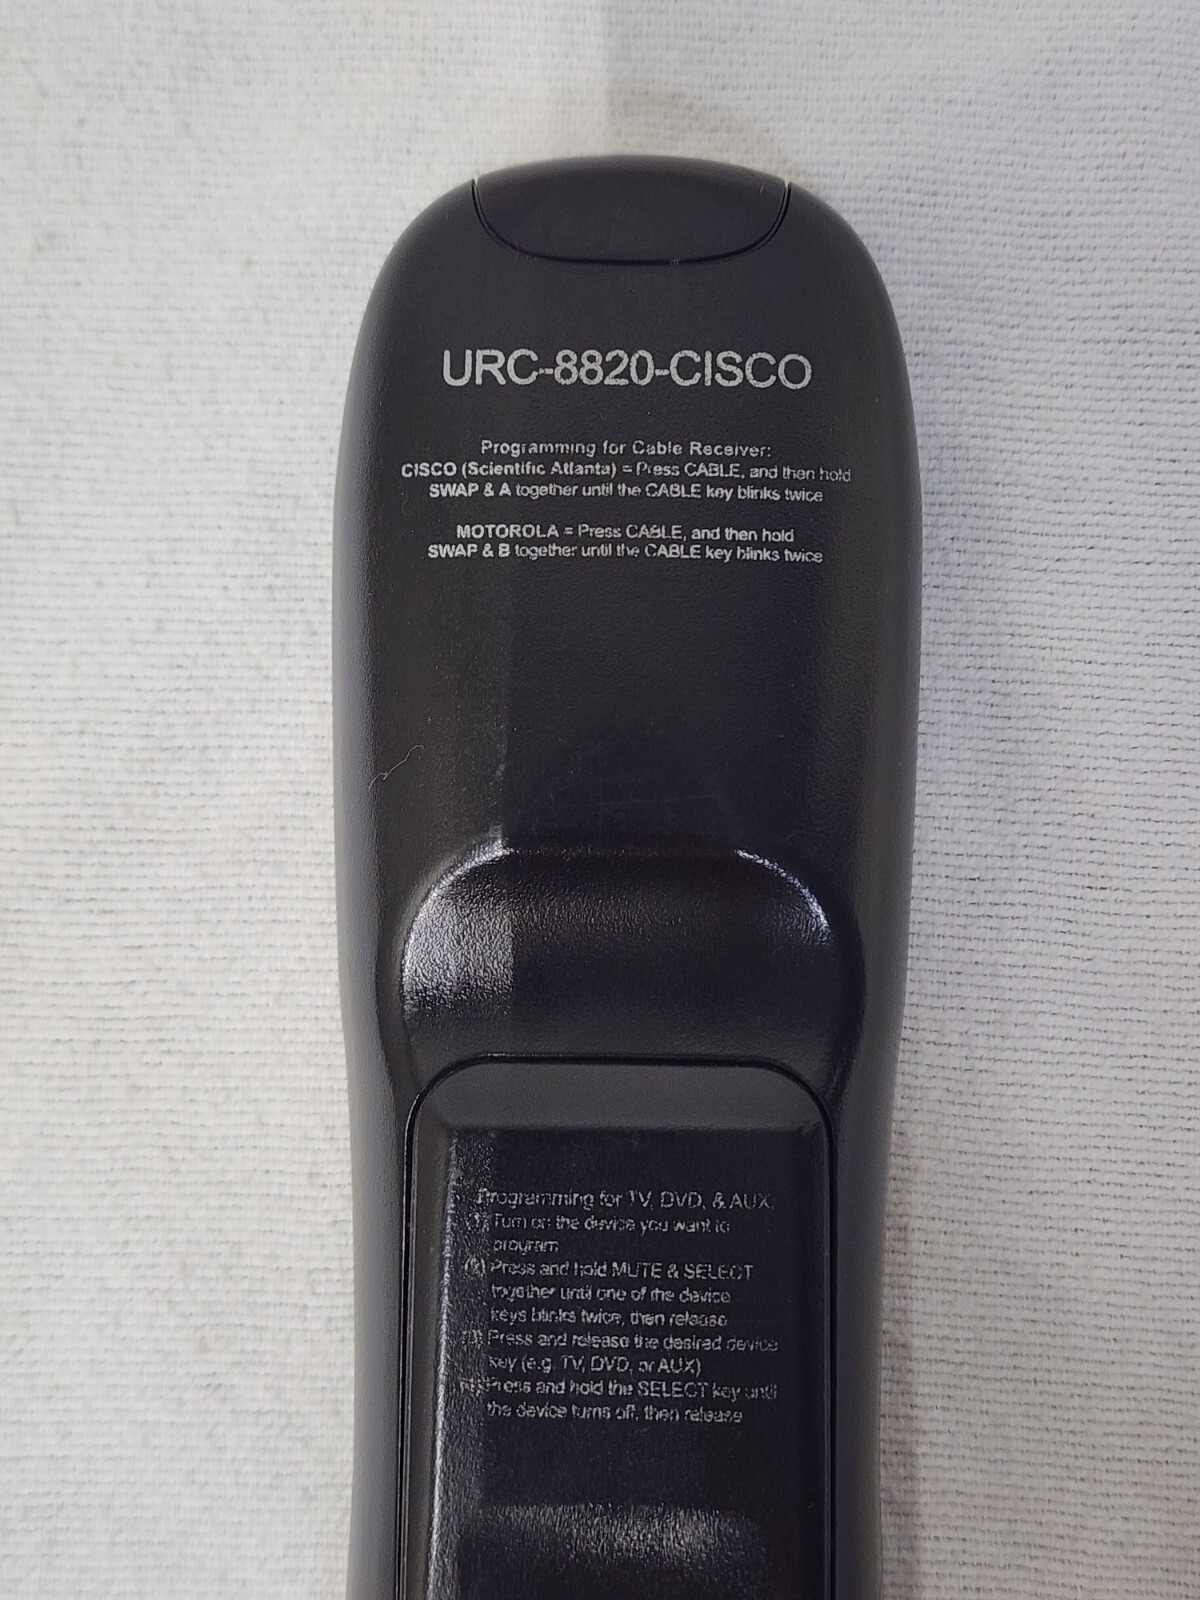 URC-8820-CISCO
Programming for Cable Receiver:
CISCO (Scientific Atlanta) = Press CABLE, and then hold
SWAP & A together until the CABLE key blinks twice
MOTOROLA = Press CABLE, and then hold
SWAP & B together until the CABLE key blinks twice
Programming for TV, DVD, & AUX:
(1) Turn on the device you want to
program
(2) Press and hold MUTE & SELECT
together until one of the device
keys blinks twice, then release
(3) Press and release the desired device
key (e.g. TV, DVD, or AUX)
(4) Press and hold the SELECT key until
the device turns off, then release